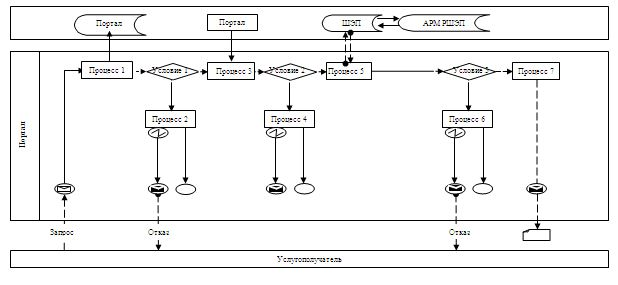 Портал
Портал
ШЭП
АРМ РШЭП
Процесс 1
Условие 1
Процесс 3
Условие 2
Процесс 5
Условие 3
Процесс 7
Процесс 2
Процесс 4
Процесс 6
Портал
Запрос
Отказ
Отказ
Услугополучатель